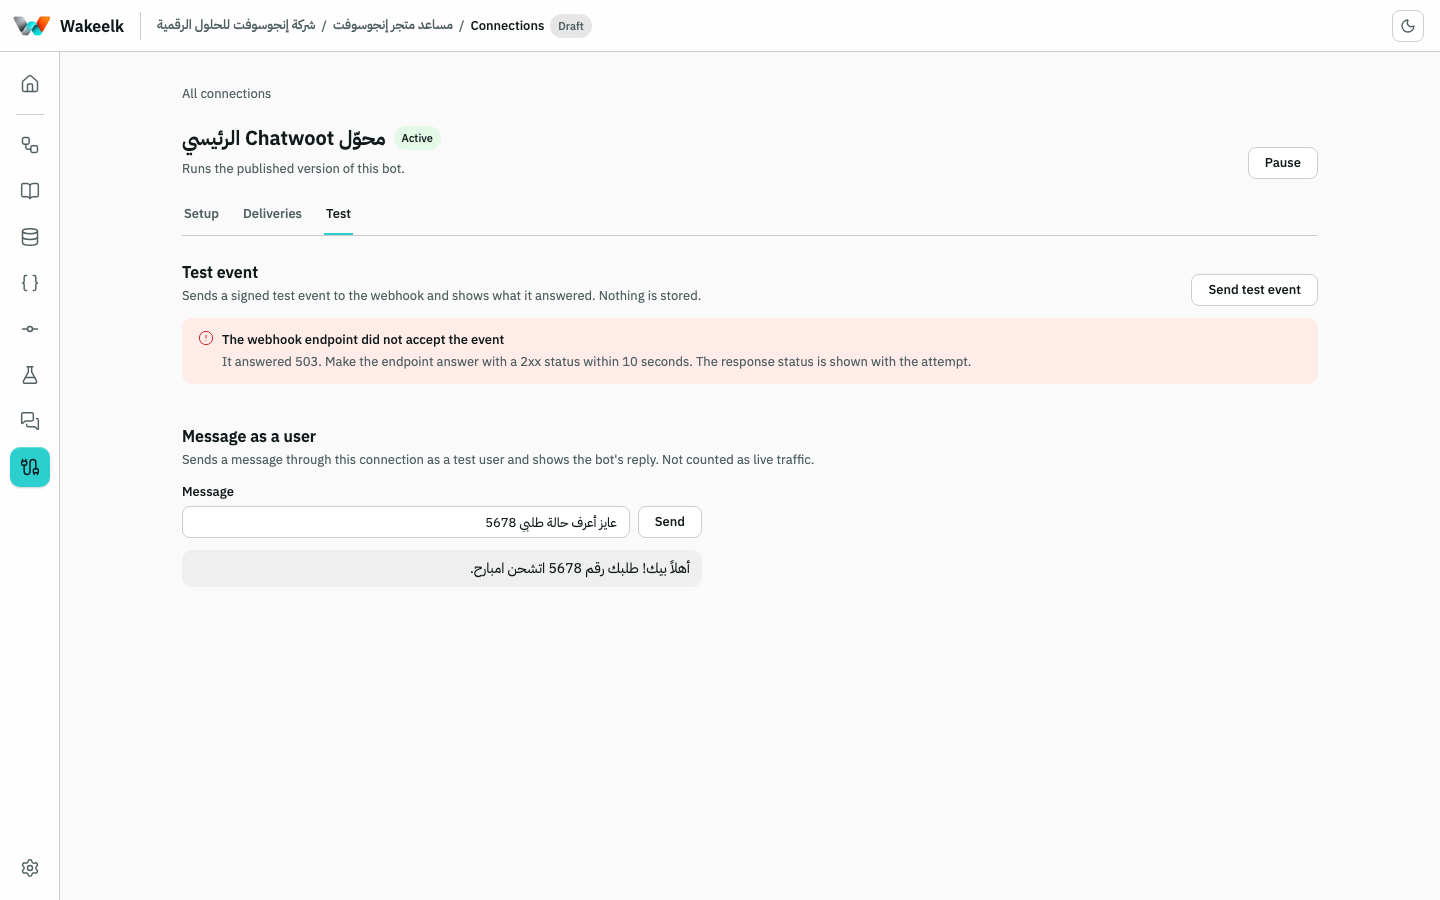 Wakeelk
شركة إنجوسوفت للحلول الرقمية / مساعد متجر إنجوسوفت / Connections Draft
All connections
محوّل Chatwoot الرئيسي Active
Runs the published version of this bot.
Pause
Setup Deliveries Test
Test event
Sends a signed test event to the webhook and shows what it answered. Nothing is stored.
Send test event
The webhook endpoint did not accept the event
It answered 503. Make the endpoint answer with a 2xx status within 10 seconds. The response status is shown with the attempt.
Message as a user
Sends a message through this connection as a test user and shows the bot's reply. Not counted as live traffic.
Message
عايز أعرف حالة طلبي 5678
Send
أهلاً بيك! طلبك رقم 5678 اتشحن امبارح.